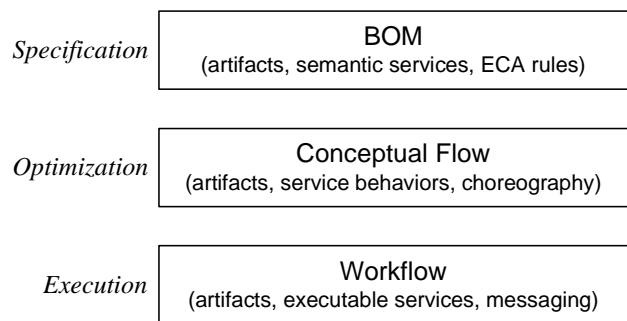 Specification
BOM
(artifacts, semantic services, ECA rules)
Optimization
Conceptual Flow
(artifacts, service behaviors, choreography)
Execution
Workflow
(artifacts, executable services, messaging)